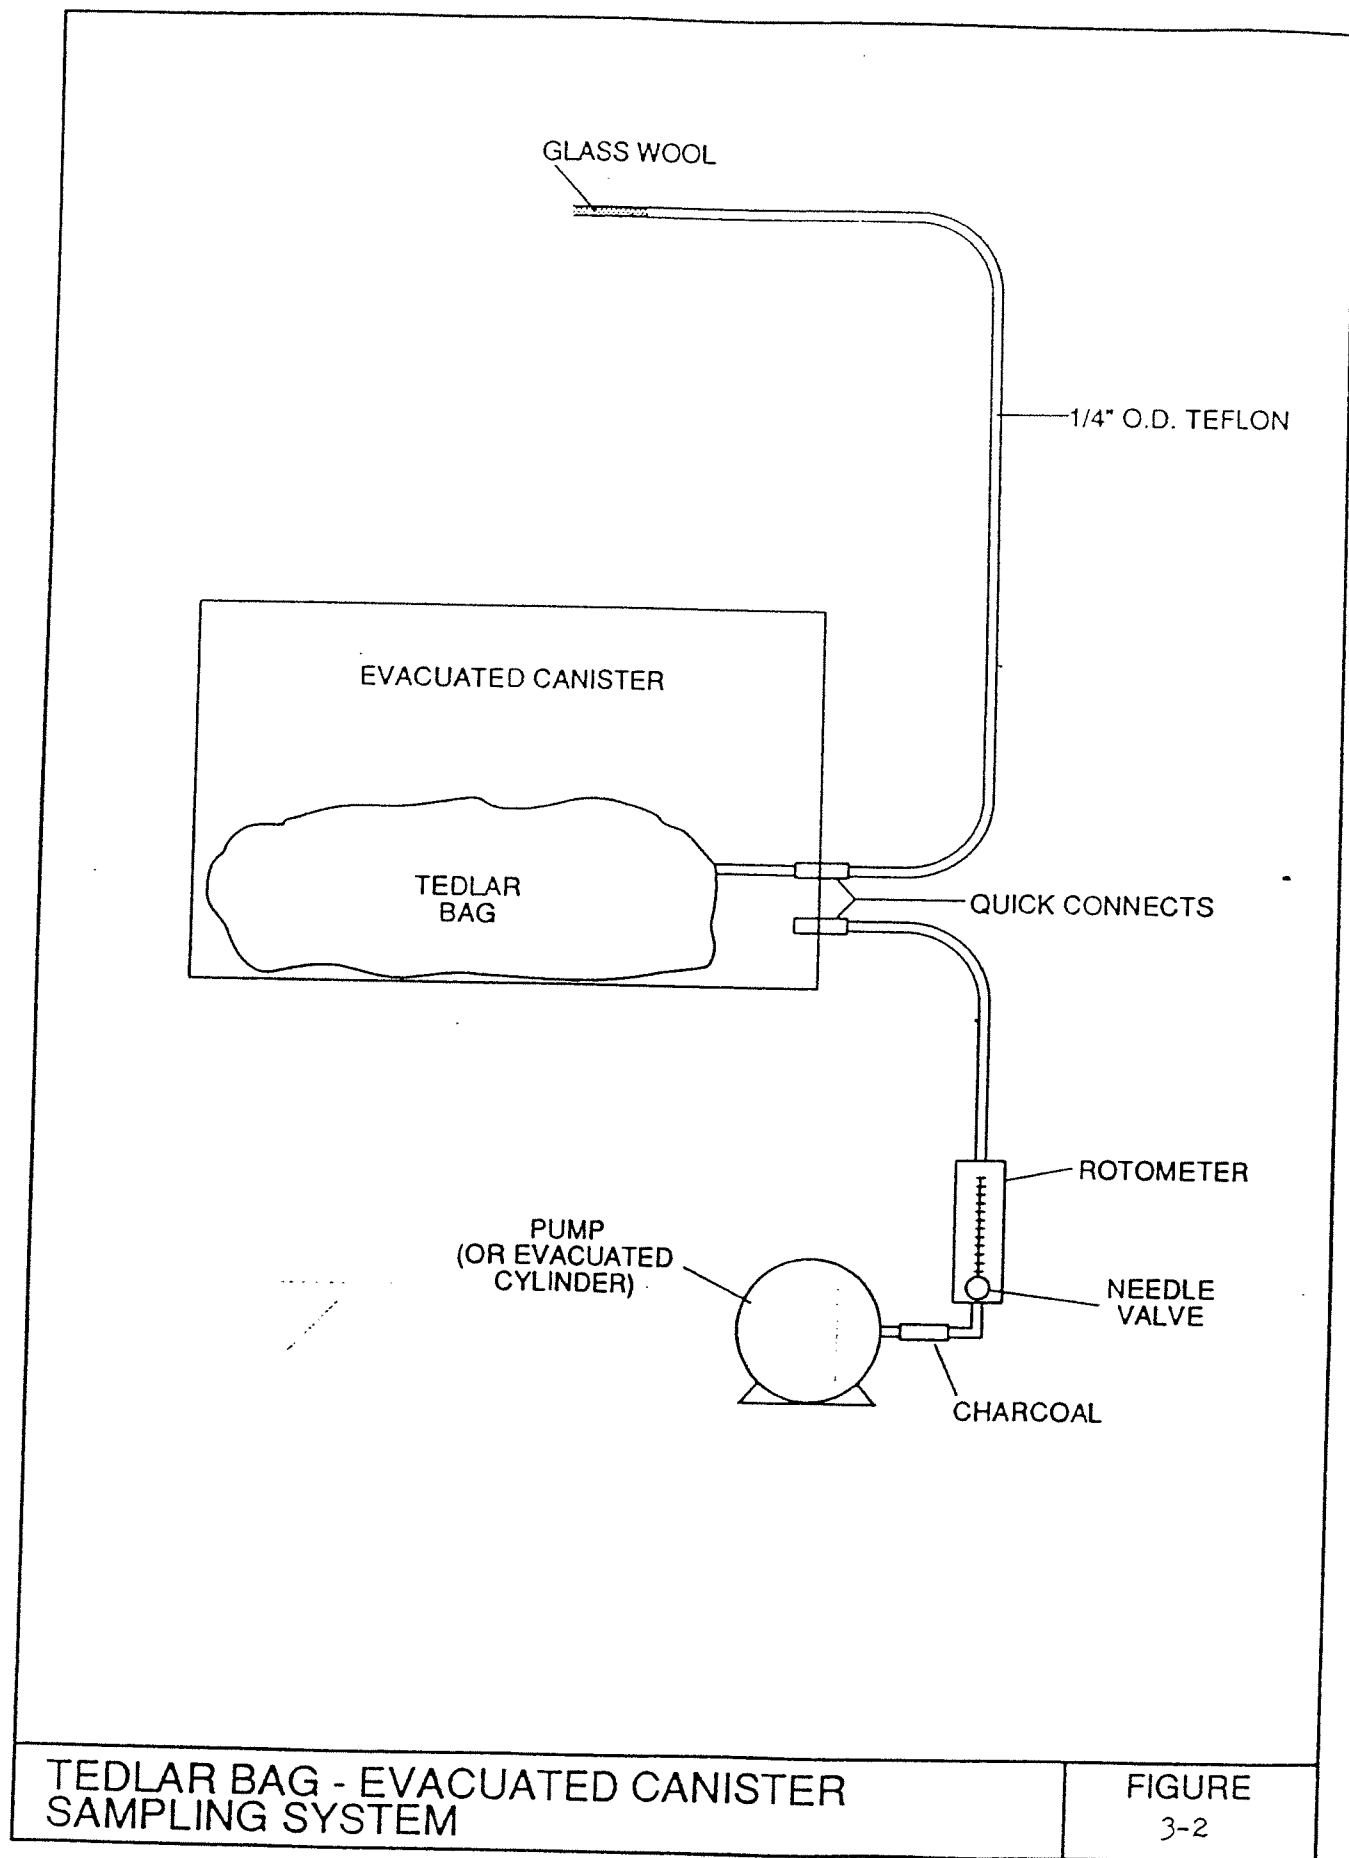 GLASS WOOL
1/4" O.D. TEFLON
EVACUATED CANISTER
TEDLAR
BAG
QUICK CONNECTS
ROTOMETER
PUMP
(OR EVACUATED
CYLINDER)
NEEDLE
VALVE
CHARCOAL
TEDLAR BAG - EVACUATED CANISTER
SAMPLING SYSTEM
FIGURE
3-2